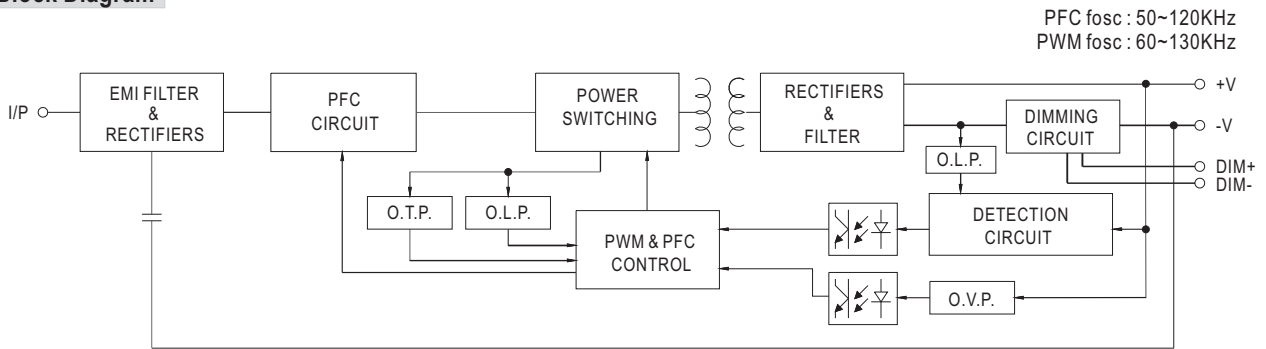 Block Diagram
PFC fosc : 50~120KHz
PWM fosc : 60~130KHz
I/P
EMI FILTER
&
RECTIFIERS
PFC
CIRCUIT
POWER
SWITCHING
RECTIFIERS
&
FILTER
DIMMING
CIRCUIT
+V
-V
DIM+
DIM-
O.L.P.
O.T.P.
O.L.P.
PWM & PFC
CONTROL
DETECTION
CIRCUIT
O.V.P.